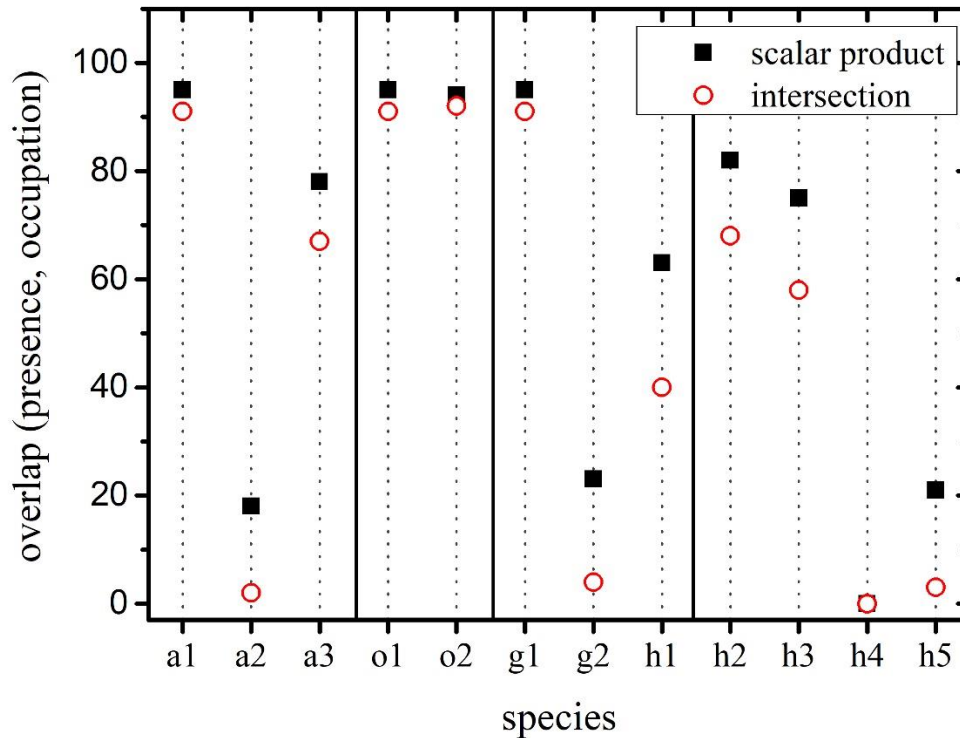 scalar product
intersection
overlap (presence, occupation)
100
80
60
40
20
0
a1 a2 a3 o1 o2 g1 g2 h1 h2 h3 h4 h5
species